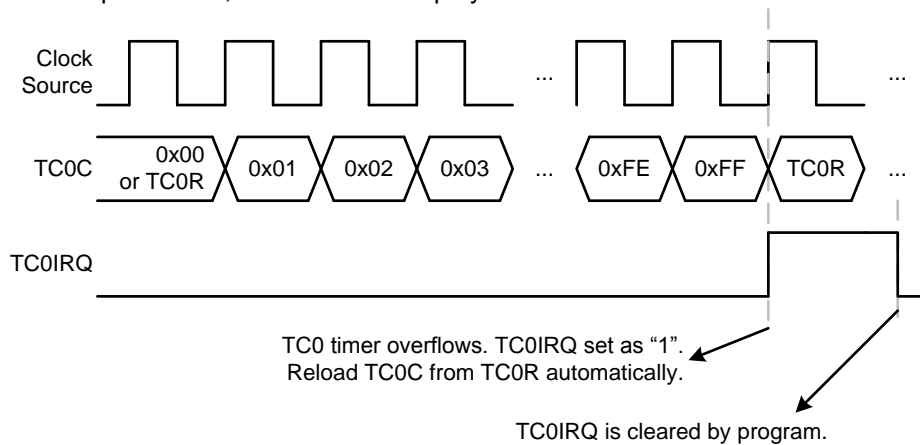 Clock
Source
...
...
TC0C
0x00
or TC0R
0x01
0x02
0x03
...
0xFE
0xFF
TC0R
...
TC0IRQ
TC0 timer overflows. TC0IRQ set as “1”.
Reload TC0C from TC0R automatically.
TC0IRQ is cleared by program.